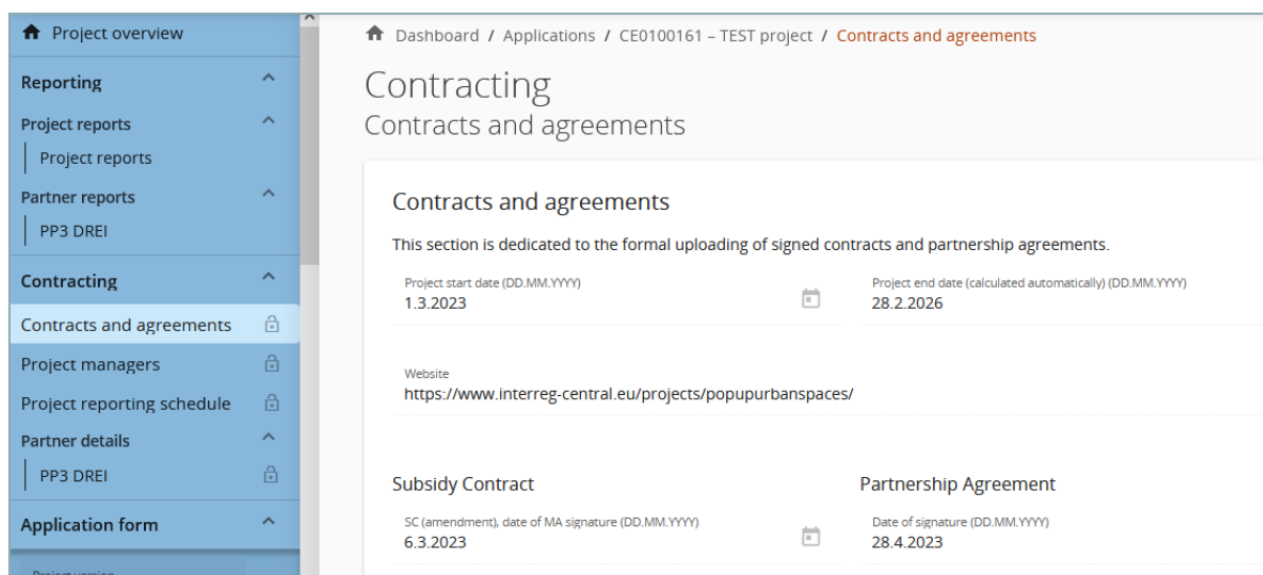 Project overview
Reporting
Project reports
Project reports
Partner reports
PP3 DREI
Contracting
Contracts and agreements
Project managers
Project reporting schedule
Partner details
PP3 DREI
Application form
Project version
Dashboard / Applications / CE0100161 – TEST project / Contracts and agreements
Contracting
Contracts and agreements
Contracts and agreements
This section is dedicated to the formal uploading of signed contracts and partnership agreements.
Project start date (DD.MM.YYYY)
1.3.2023
Project end date (calculated automatically) (DD.MM.YYYY)
28.2.2026
Website
https://www.interreg-central.eu/projects/popupurbanspaces/
Subsidy Contract
SC (amendment), date of MA signature (DD.MM.YYYY)
6.3.2023
Partnership Agreement
Date of signature (DD.MM.YYYY)
28.4.2023